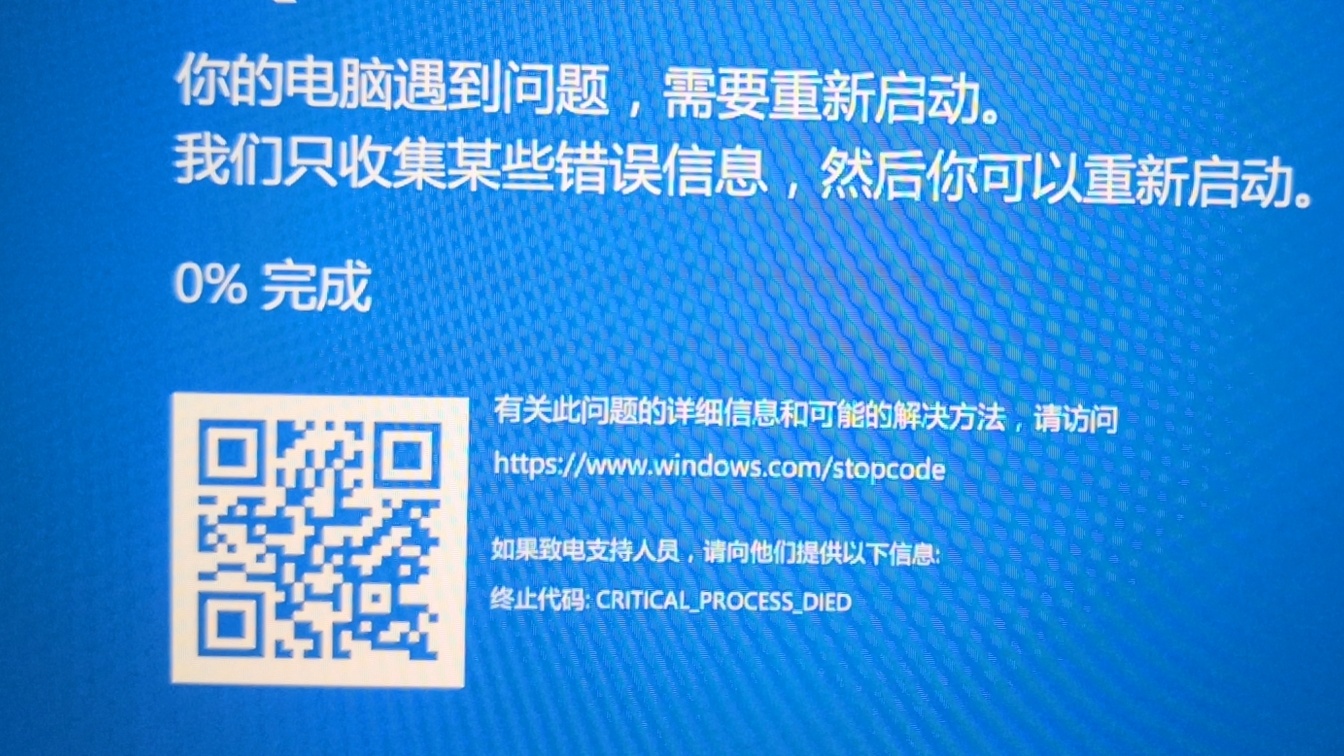 你的电脑遇到问题，需要重新启动。
我们只收集某些错误信息，然后你可以重新启动。
0% 完成
有关此问题的详细信息和可能的解决方法，请访问
https://www.windows.com/stopcode
如果致电支持人员，请向他们提供以下信息:
终止代码: CRITICAL_PROCESS_DIED